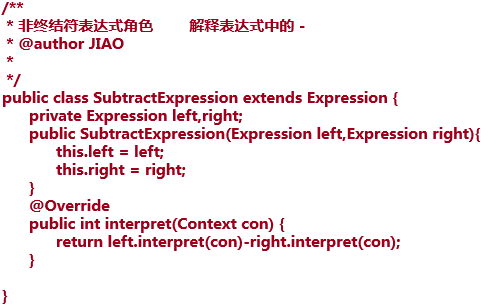 /**
 * 非终结符表达式角色        解释表达式中的 -
 * @author JIAO
 *
 */
public class SubtractExpression extends Expression {
    private Expression left,right;
    public SubtractExpression(Expression left,Expression right){
        this.left = left;
        this.right = right;
    }
    @Override
    public int interpret(Context con) {
        return left.interpret(con)-right.interpret(con);
    }
}